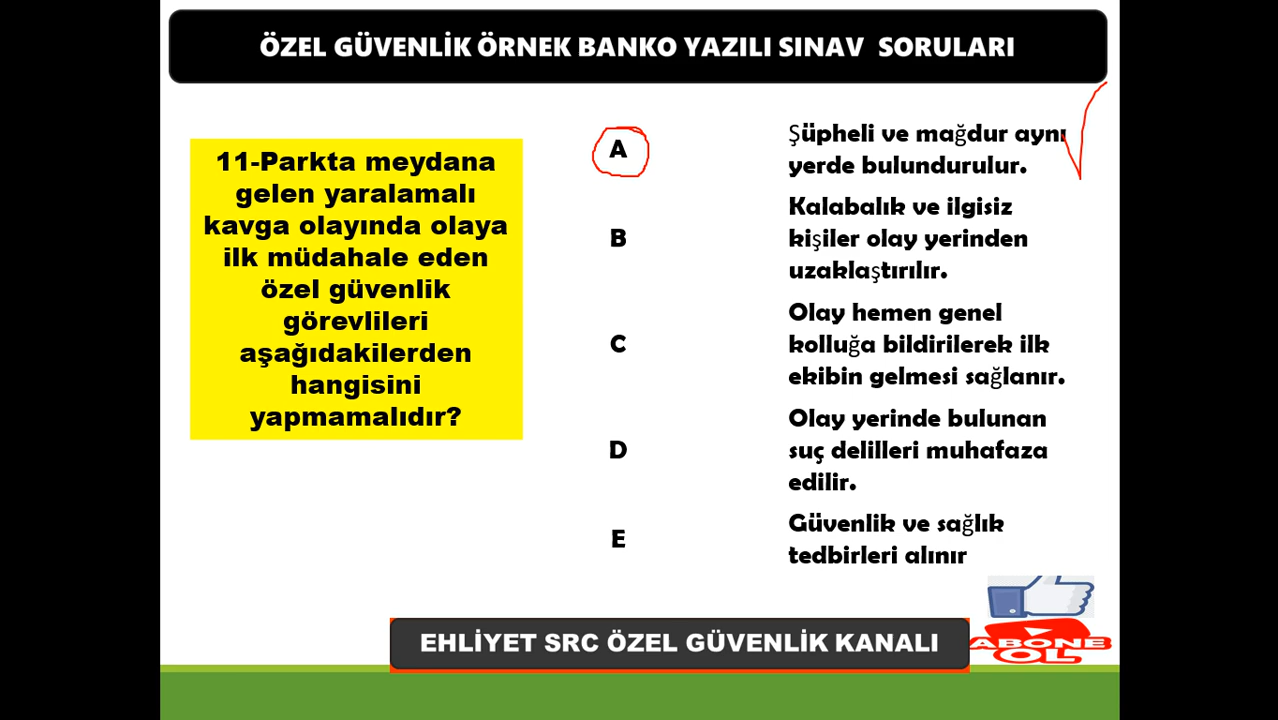 ÖZEL GÜVENLİK ÖRNEK BANKO YAZILI SINAV SORULARI
11-Parkta meydana
gelen yaralamalı
kavga olayında olaya
ilk müdahale eden
özel güvenlik
görevlileri
aşağıdakilerden
hangisini
yapmamalıdır?
A
Şüpheli ve mağdur aynı
yerde bulundurulur.
B
Kalabalık ve ilgisiz
kişiler olay yerinden
uzaklaştırılır.
C
Olay hemen genel
kolluğa bildirilerek ilk
ekibin gelmesi sağlanır.
D
Olay yerinde bulunan
suç delilleri muhafaza
edilir.
E
Güvenlik ve sağlık
tedbirleri alınır
EHLİYET SRC ÖZEL GÜVENLİK KANALI
ABONE
OL